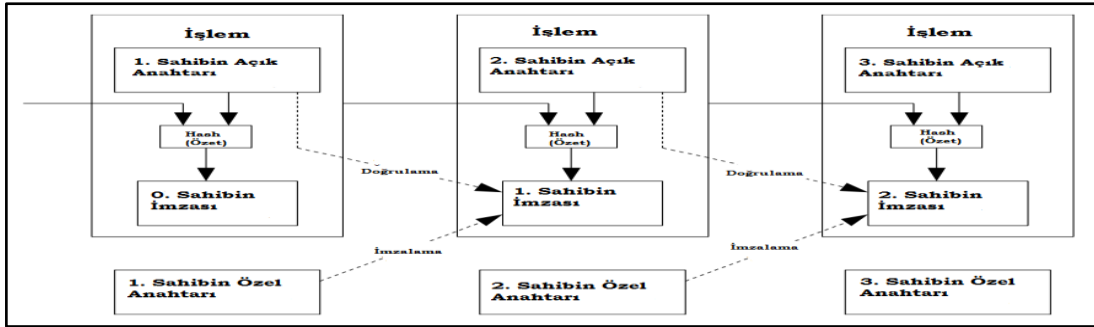 İşlem
1. Sahibin Açık
Anahtarı
Hash
(Özet)
0. Sahibin
İmzası
1. Sahibin Özel
Anahtarı
Doğrulama
İmzalama
İşlem
2. Sahibin Açık
Anahtarı
Hash
(Özet)
1. Sahibin
İmzası
2. Sahibin Özel
Anahtarı
Doğrulama
İmzalama
İşlem
3. Sahibin Açık
Anahtarı
Hash
(Özet)
2. Sahibin
İmzası
3. Sahibin Özel
Anahtarı